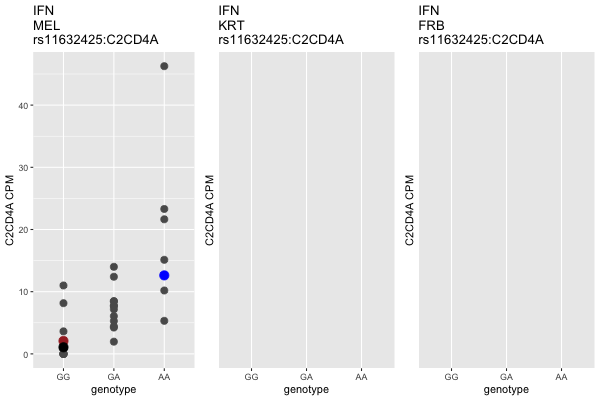 IFN
MEL
rs11632425:C2CD4A
C2CD4A CPM
40
30
20
10
0
GG GA AA
genotype
IFN
KRT
rs11632425:C2CD4A
C2CD4A CPM
GG GA AA
genotype
IFN
FRB
rs11632425:C2CD4A
C2CD4A CPM
GG GA AA
genotype